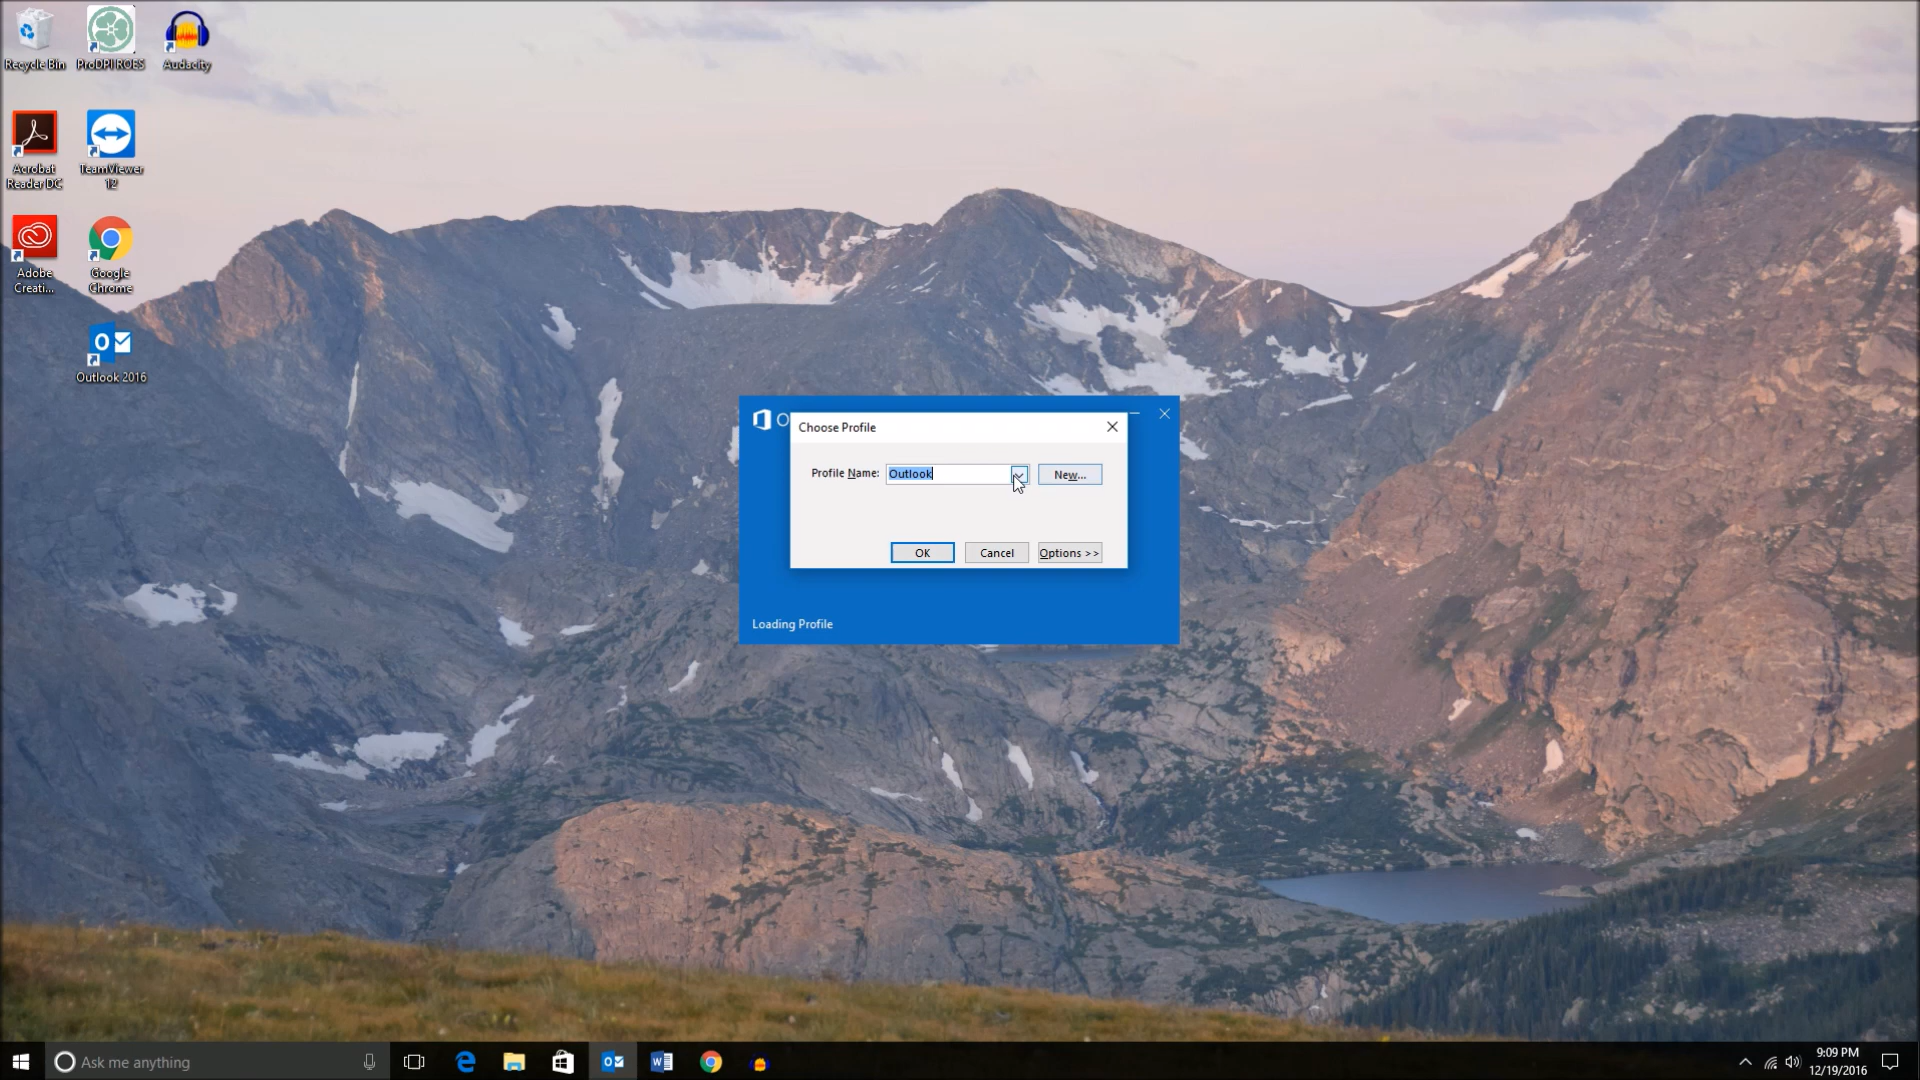 Recycle Bin
ProDPI ROES
Audacity
Acrobat
Reader DC
TeamViewer
12
Adobe
Creati...
Google
Chrome
Outlook 2016
O
Choose Profile
Profile Name:
Outlook
New...
OK
Cancel
Options >>
Loading Profile
Ask me anything
9:09 PM
12/19/2016